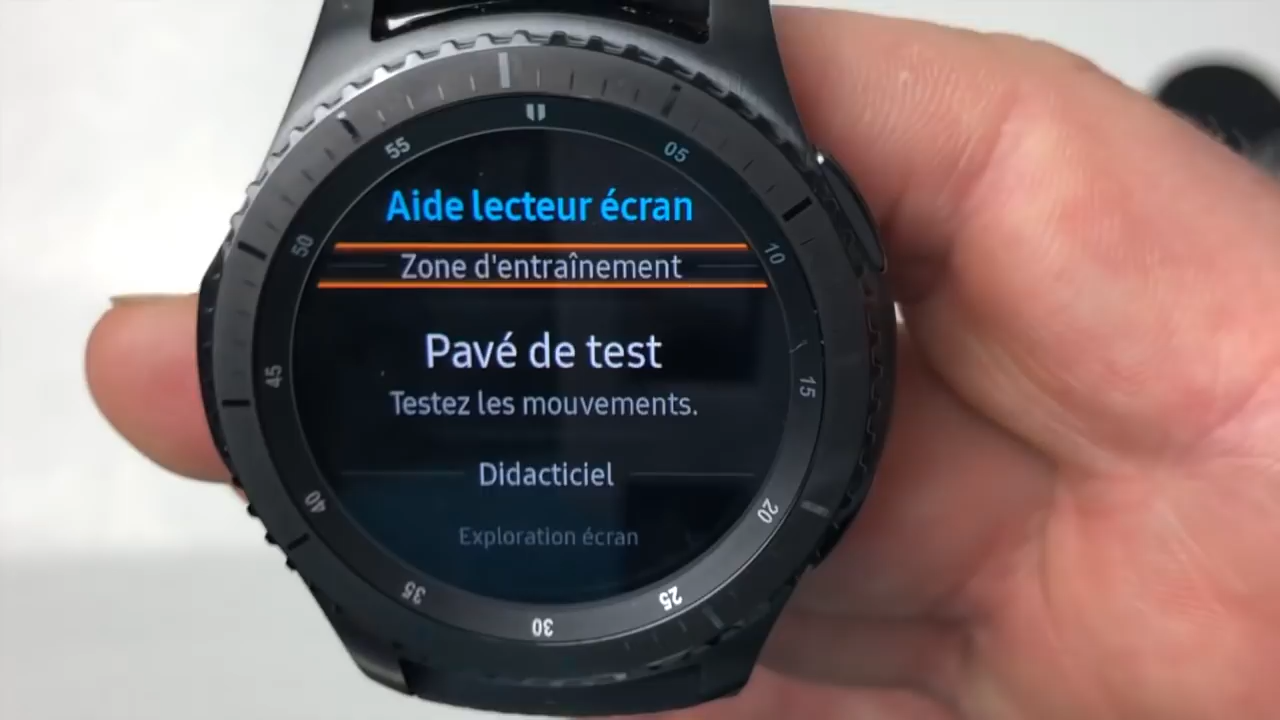 Aide lecteur écran
Zone d'entraînement
Pavé de test
Testez les mouvements.
Didacticiel
Exploration écran
05
10
15
20
25
30
35
40
45
50
55